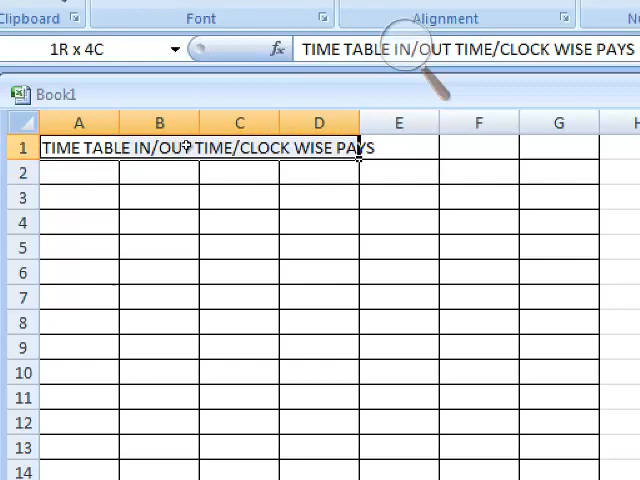 Clipboard Font Alignment
1R x 4C fx TIME TABLE IN/OUT TIME/CLOCK WISE PAYS
Book1
A B C D E F G
1 TIME TABLE IN/OUT TIME/CLOCK WISE PAYS
2
3
4
5
6
7
8
9
10
11
12
13
14